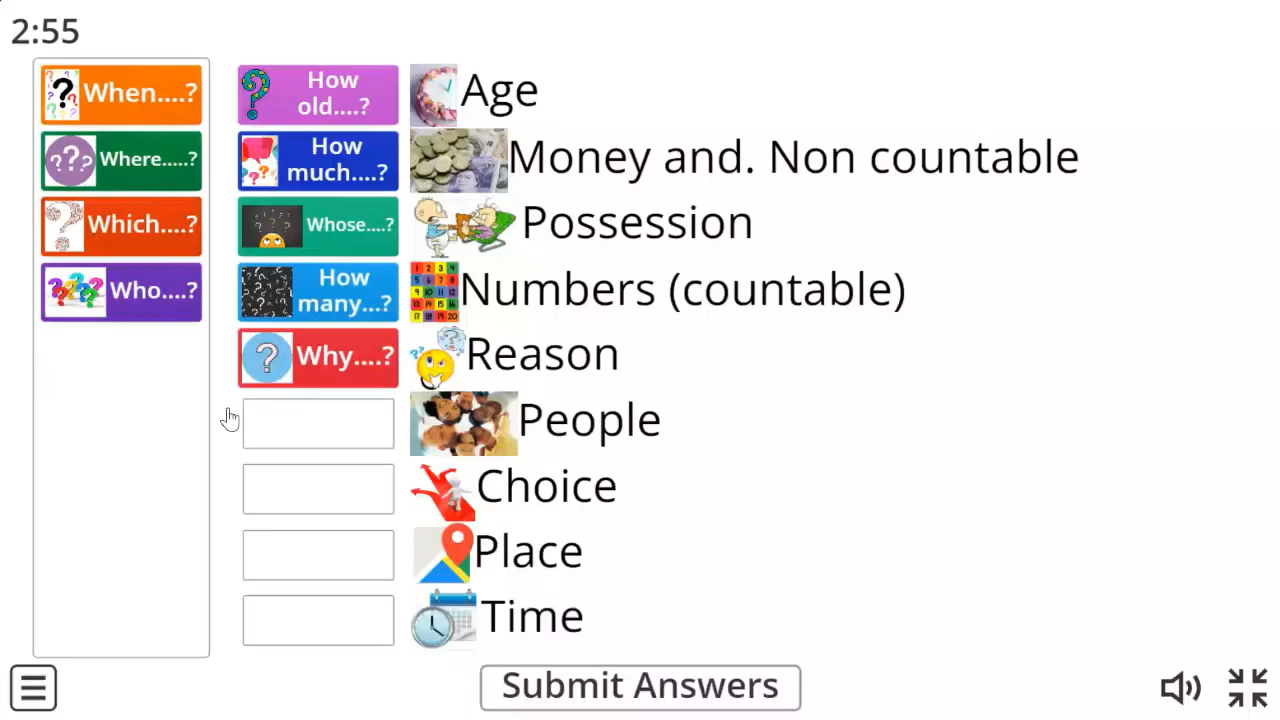 2:55
When....?
Where.....?
Which....?
Who....?
How
old....?
Age
How
much....?
Money and. Non countable
Whose....?
Possession
How
many...?
Numbers (countable)
Why....?
Reason
People
Choice
Place
Time
Submit Answers